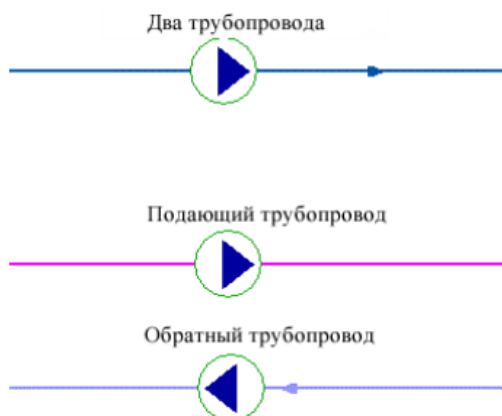 Два трубопровода
Подающий трубопровод
Обратный трубопровод